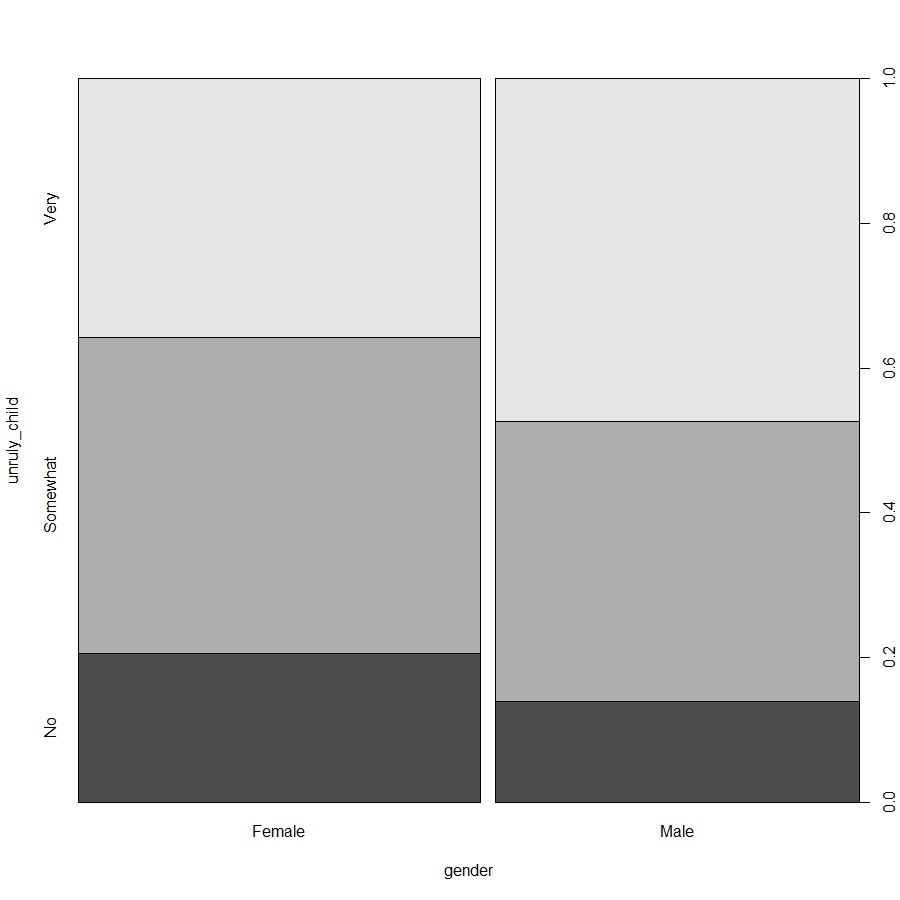 unruly_child
Very
Somewhat
No
1.0
0.8
0.6
0.4
0.2
0.0
Female
Male
gender